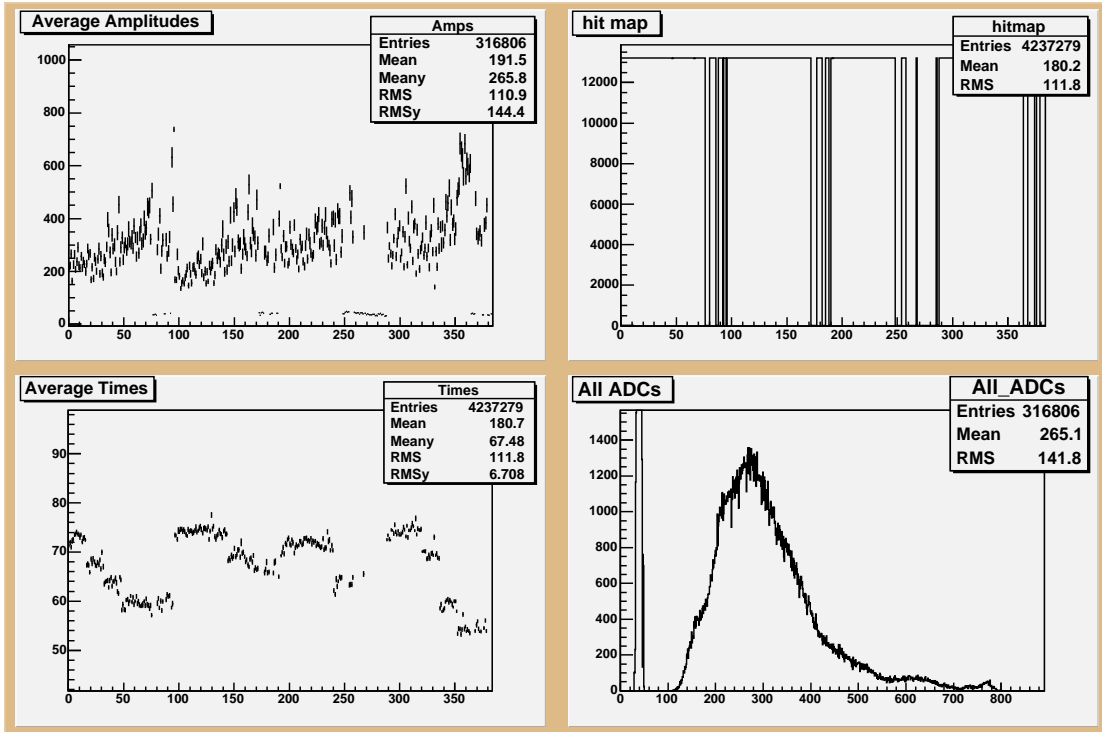 Average Amplitudes
Amps
Entries 316806
Mean 191.5
Meany 265.8
RMS 110.9
RMSy 144.4
1000
800
600
400
200
0
0 50 100 150 200 250 300 350
hit map
hitmap
Entries 4237279
Mean 180.2
RMS 111.8
12000
10000
8000
6000
4000
2000
0
0 50 100 150 200 250 300 350
Average Times
Times
Entries 4237279
Mean 180.7
Meany 67.48
RMS 111.8
RMSy 6.708
90
80
70
60
50
0 50 100 150 200 250 300 350
All ADCs
All_ADCs
Entries 316806
Mean 265.1
RMS 141.8
1400
1200
1000
800
600
400
200
0
0 100 200 300 400 500 600 700 800